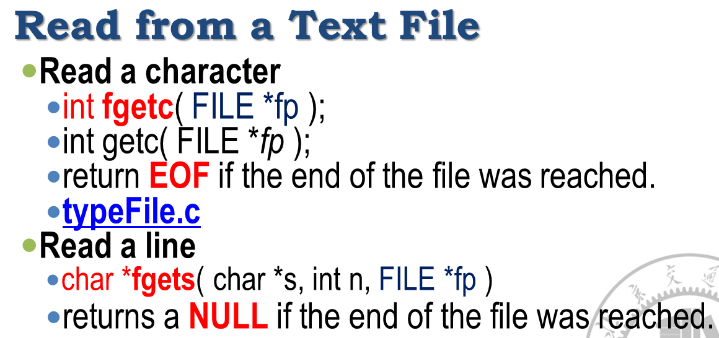 Read from a Text File
Read a character
int fgetc( FILE *fp );
int getc( FILE *fp );
return EOF if the end of the file was reached.
typeFile.c
Read a line
char *fgets( char *s, int n, FILE *fp )
returns a NULL if the end of the file was reached.
交通